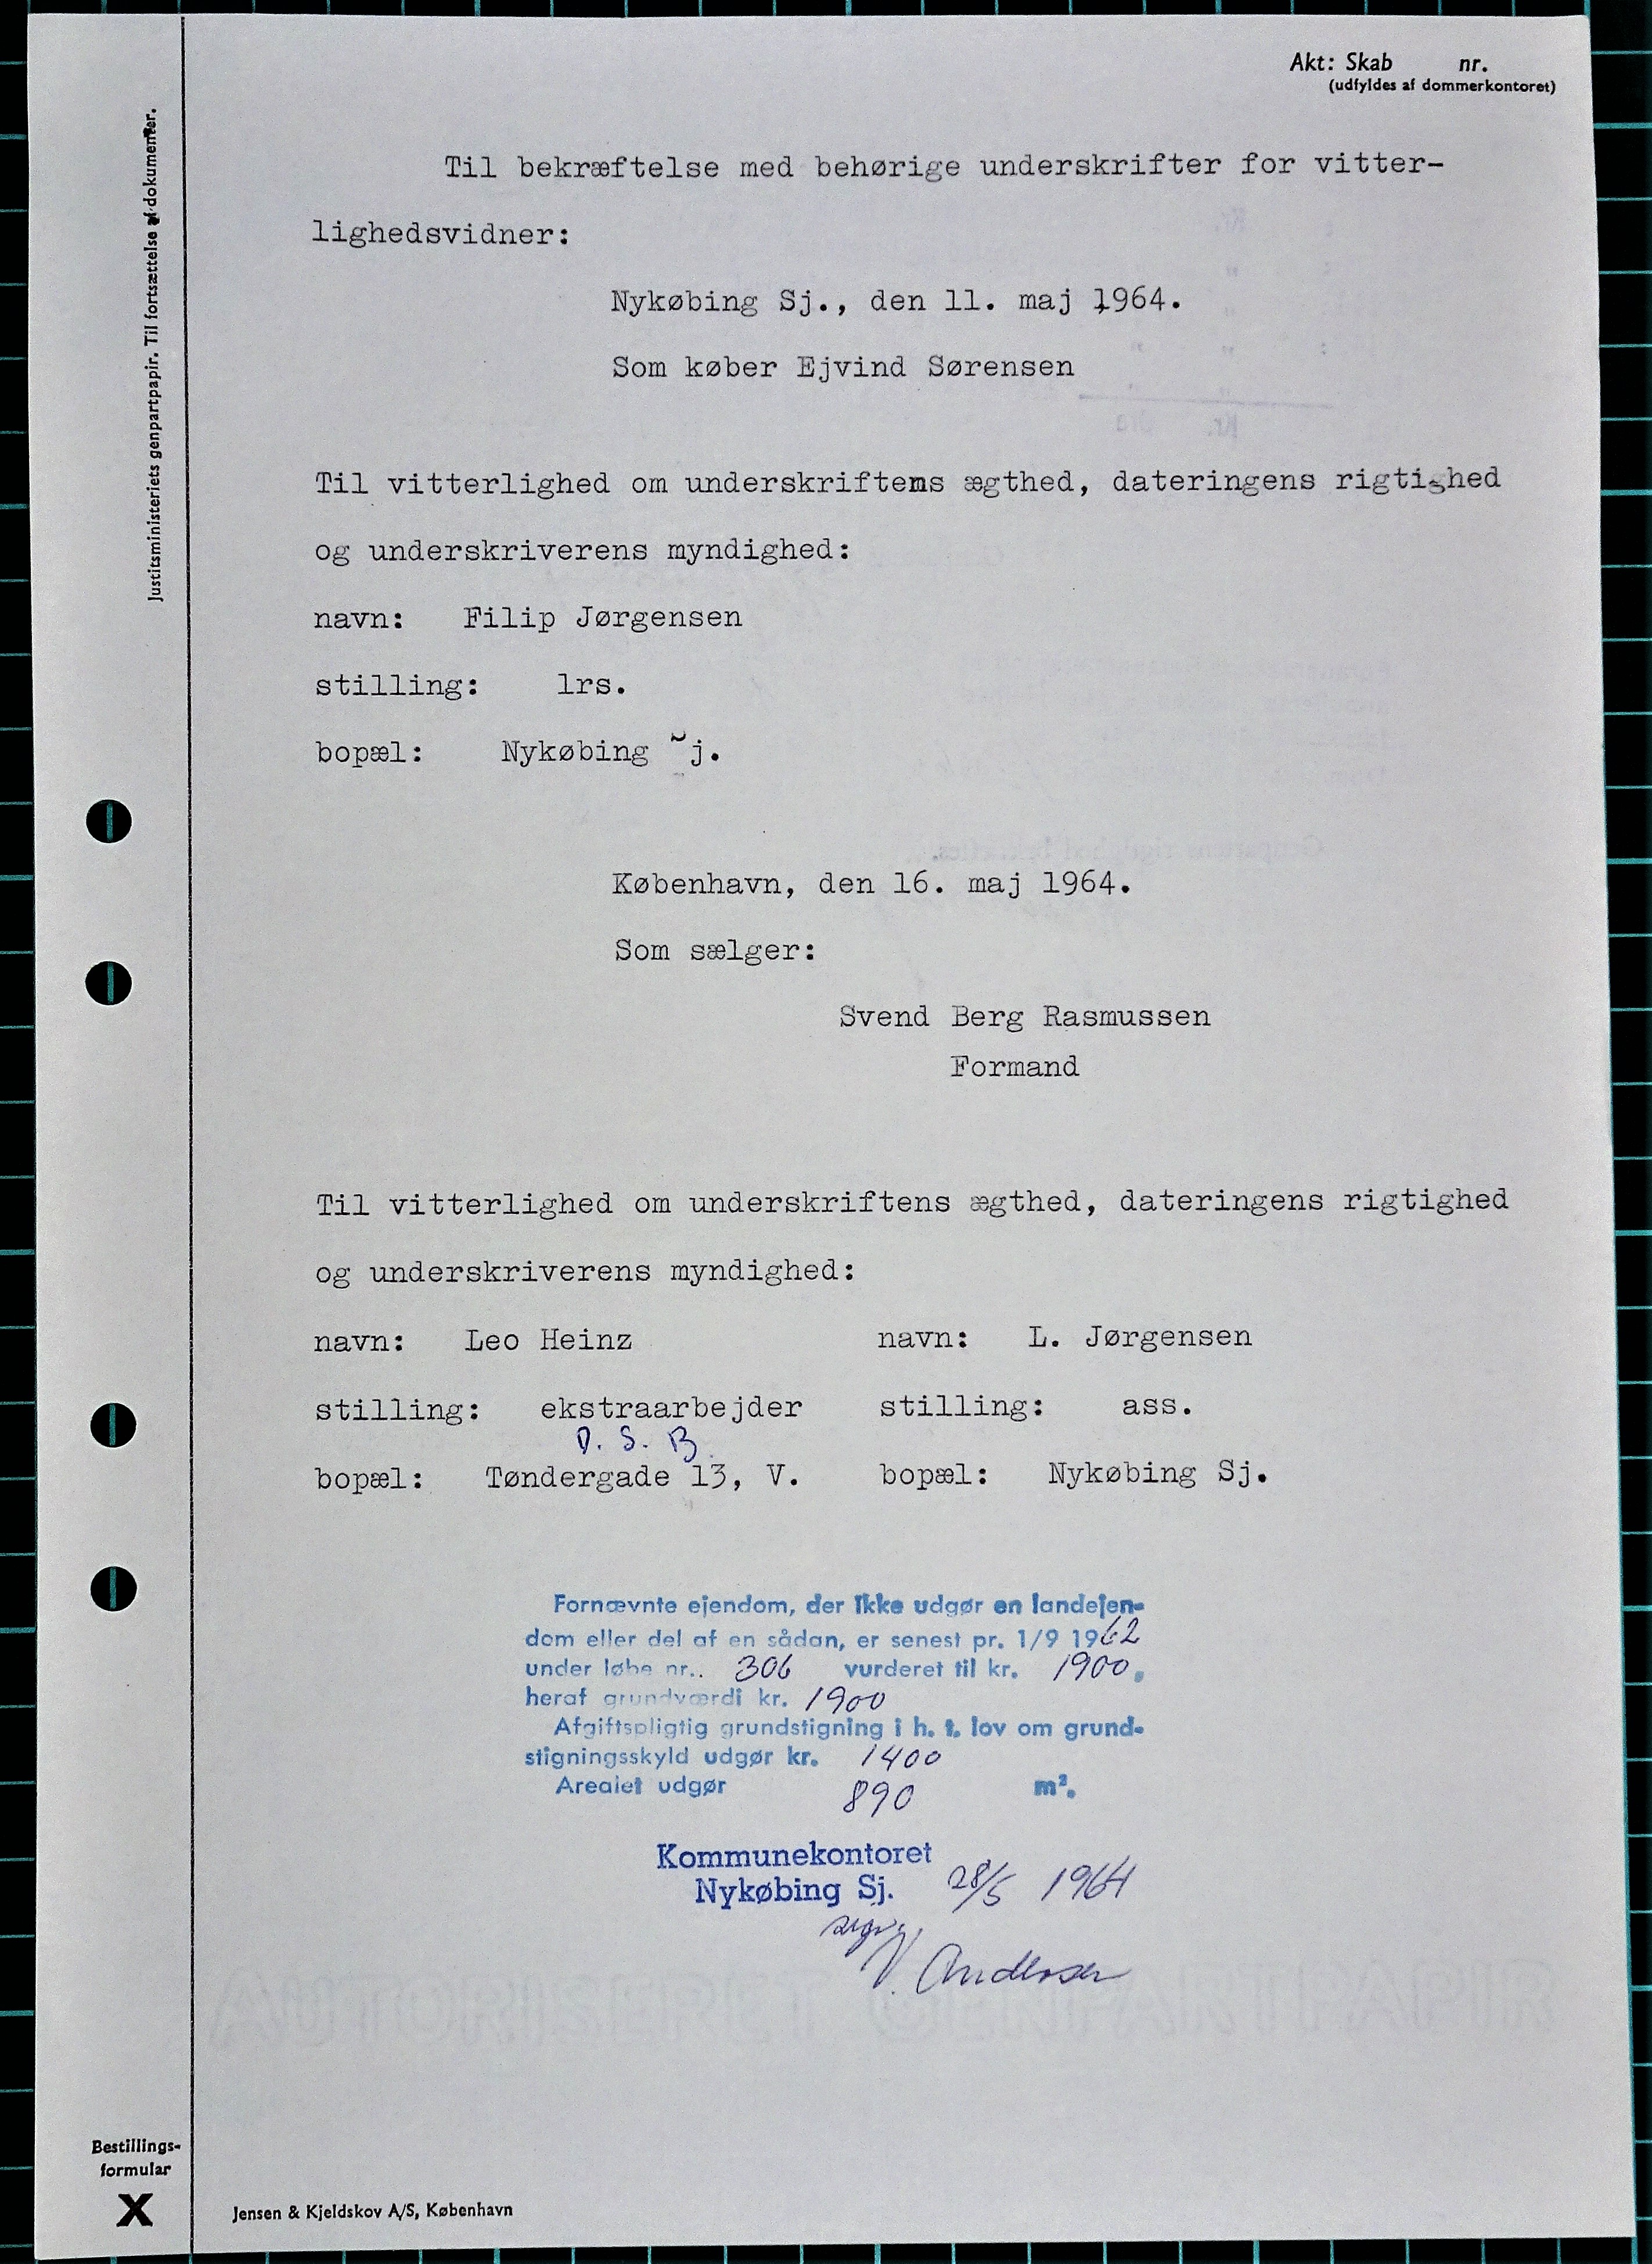 Akt: Skab nr.
(udfyldes af dommerkontoret)
Justitsministeriets genpartpapir. Til fortsættelse af dokumenter.
Til bekræftelse med behørige underskrifter for vitter-
lighedsvidner:
Nykøbing Sj., den 11. maj 1964.
Som køber Ejvind Sørensen
Til vitterlighed om underskriftens ægthed, dateringens rigtighed
og underskriverens myndighed:
navn: Filip Jørgensen
stilling: lrs.
bopæl: Nykøbing Sj.
København, den 16. maj 1964.
Som sælger:
Svend Berg Rasmussen
Formand
Til vitterlighed om underskriftens ægthed, dateringens rigtighed
og underskriverens myndighed:
navn: Leo Heinz navn: L. Jørgensen
stilling: ekstraarbejder stilling: ass.
D. S. B
bopæl: Tøndergade 13, V. bopæl: Nykøbing Sj.
Fornævnte ejendom, der ikke udgør en landejen-
dom eller del af en sådan, er senest pr. 1/9 1962
under løbe nr.. 306 vurderet til kr. 1900.
heraf grundværdi kr. 1900
Afgiftspligtig grundstigning i h. t. lov om grund-
stigningsskyld udgør kr. 1400
Arealet udgør 890 m².
Kommunekontoret
Nykøbing Sj. 28/5 1964
sign.
V. Andersen
Bestillings-
formular
X
Jensen & Kjeldskov A/S, København